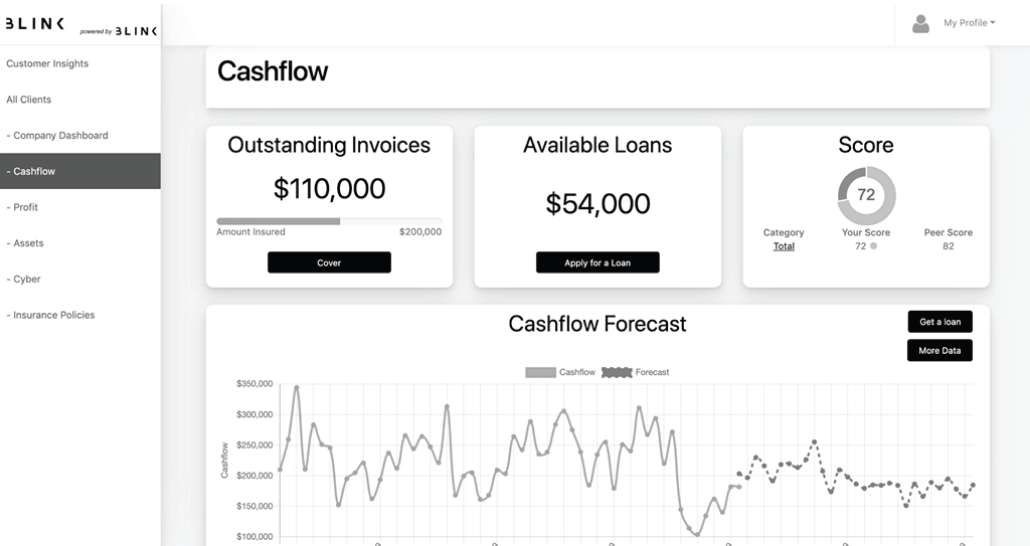 BLINK
powered by BLINK
My Profile
Customer Insights
All Clients
- Company Dashboard
- Cashflow
- Profit
- Assets
- Cyber
- Insurance Policies
Cashflow
Outstanding Invoices
$110,000
Amount Insured $200,000
Cover
Available Loans
$54,000
Apply for a Loan
Score
72
Category Your Score Peer Score
Total 72 82
Cashflow Forecast
Get a loan
More Data
Cashflow Forecast
Cashflow
$350,000
$300,000
$250,000
$200,000
$150,000
$100,000